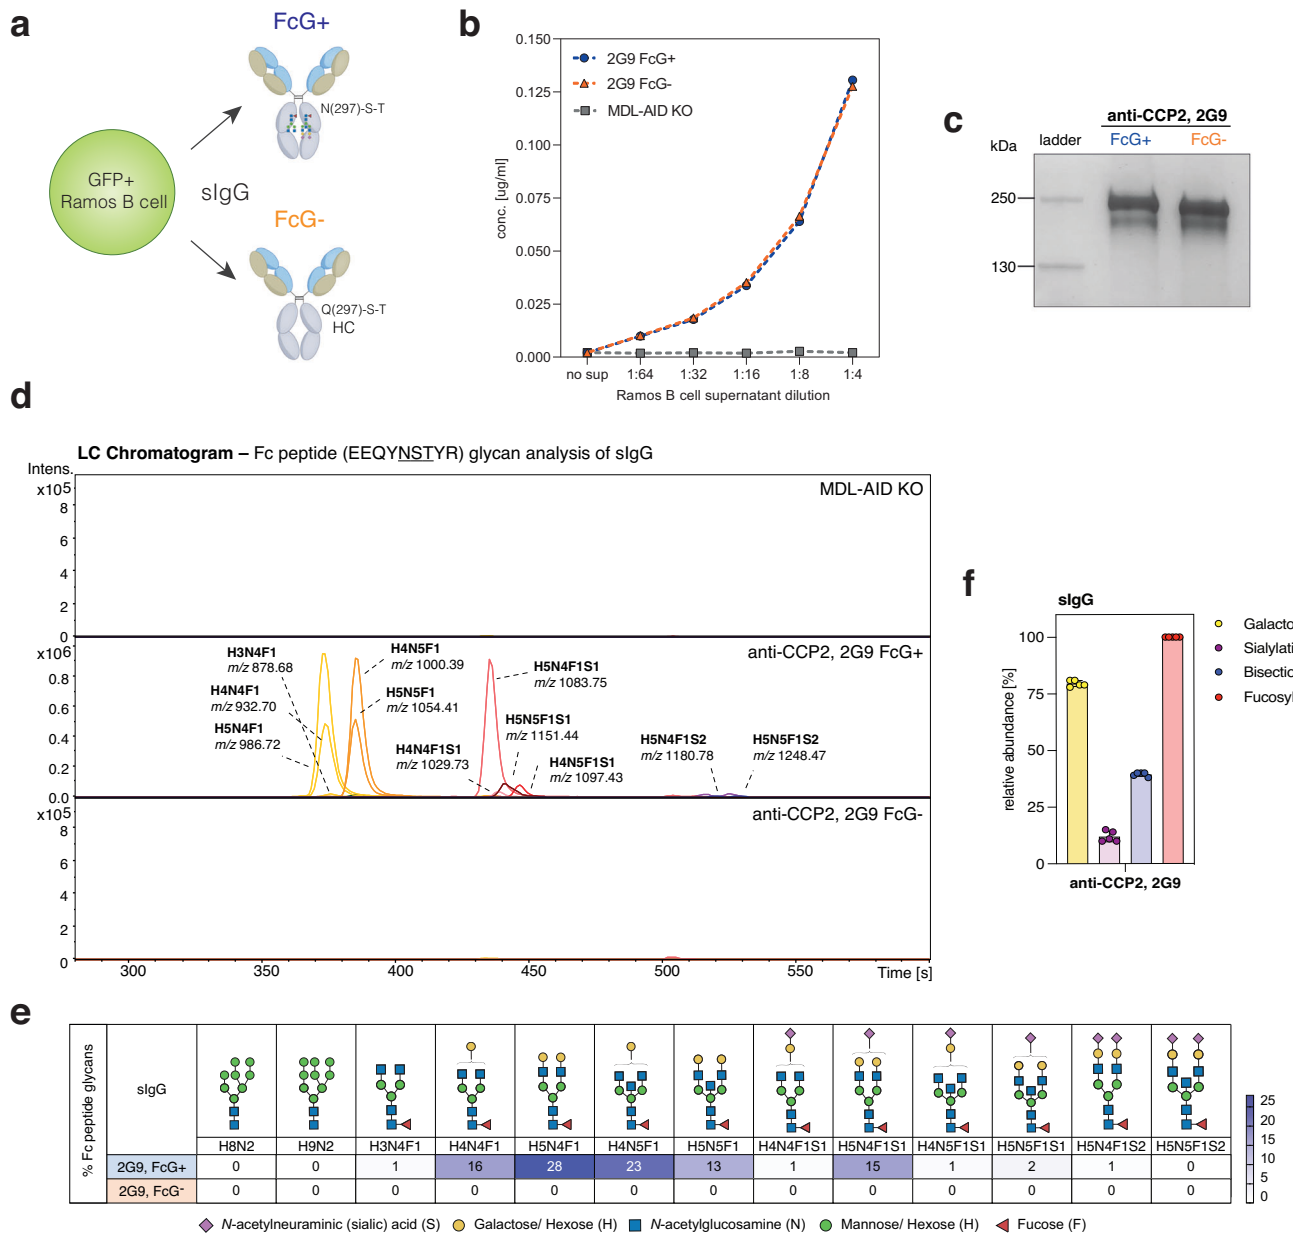 a
FcG+
N(297)-S-T
GFP+
Ramos B cell
sIgG
FcG-
Q(297)-S-T
HC
b
0.150
0.125
0.100
0.075
0.050
0.025
0.000
conc. [ug/ml]
2G9 FcG+
2G9 FcG-
MDL-AID KO
no sup
1:64
1:32
1:16
1:8
1:4
Ramos B cell supernatant dilution
c
anti-CCP2, 2G9
kDa
ladder
FcG+
FcG-
250
130
d
LC Chromatogram – Fc peptide (EEQYNSTYR) glycan analysis of sIgG
Intens.
x10⁵
8
6
4
2
0
MDL-AID KO
x10⁶
0.8
0.6
0.4
0.2
0.0
anti-CCP2, 2G9 FcG+
H3N4F1
m/z 878.68
H4N4F1
m/z 932.70
H5N4F1
m/z 986.72
H4N5F1
m/z 1000.39
H5N5F1
m/z 1054.41
H4N4F1S1
m/z 1029.73
H5N4F1S1
m/z 1083.75
H5N5F1S1
m/z 1151.44
H4N5F1S1
m/z 1097.43
H5N4F1S2
m/z 1180.78
H5N5F1S2
m/z 1248.47
x10⁵
8
6
4
2
0
anti-CCP2, 2G9 FcG-
300
350
400
450
500
550
Time [s]
f
sIgG
100
75
50
25
0
relative abundance [%]
anti-CCP2, 2G9
Galacto
Sialylati
Bisectio
Fucosyl
e
% Fc peptide glycans
sIgG
H8N2 H9N2 H3N4F1 H4N4F1 H5N4F1 H4N5F1 H5N5F1 H4N4F1S1 H5N4F1S1 H4N5F1S1 H5N5F1S1 H5N4F1S2 H5N5F1S2
2G9, FcG+ 0 0 1 16 28 23 13 1 15 1 2 1 0
2G9, FcG⁻ 0 0 0 0 0 0 0 0 0 0 0 0 0
25
20
15
10
5
0
N-acetylneuraminic (sialic) acid (S) Galactose/ Hexose (H) N-acetylglucosamine (N) Mannose/ Hexose (H) Fucose (F)